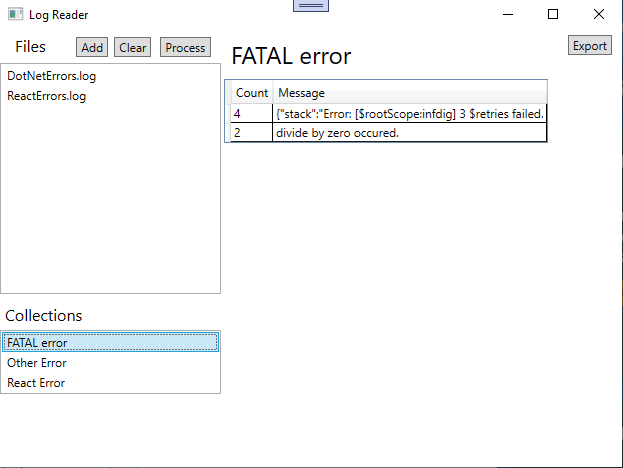 Log Reader
Files Add Clear Process
DotNetErrors.log
ReactErrors.log
FATAL error
Export
Count Message
4 {"stack":"Error: [$rootScope:infdig] 3 $retries failed.
2 divide by zero occured.
Collections
FATAL error
Other Error
React Error